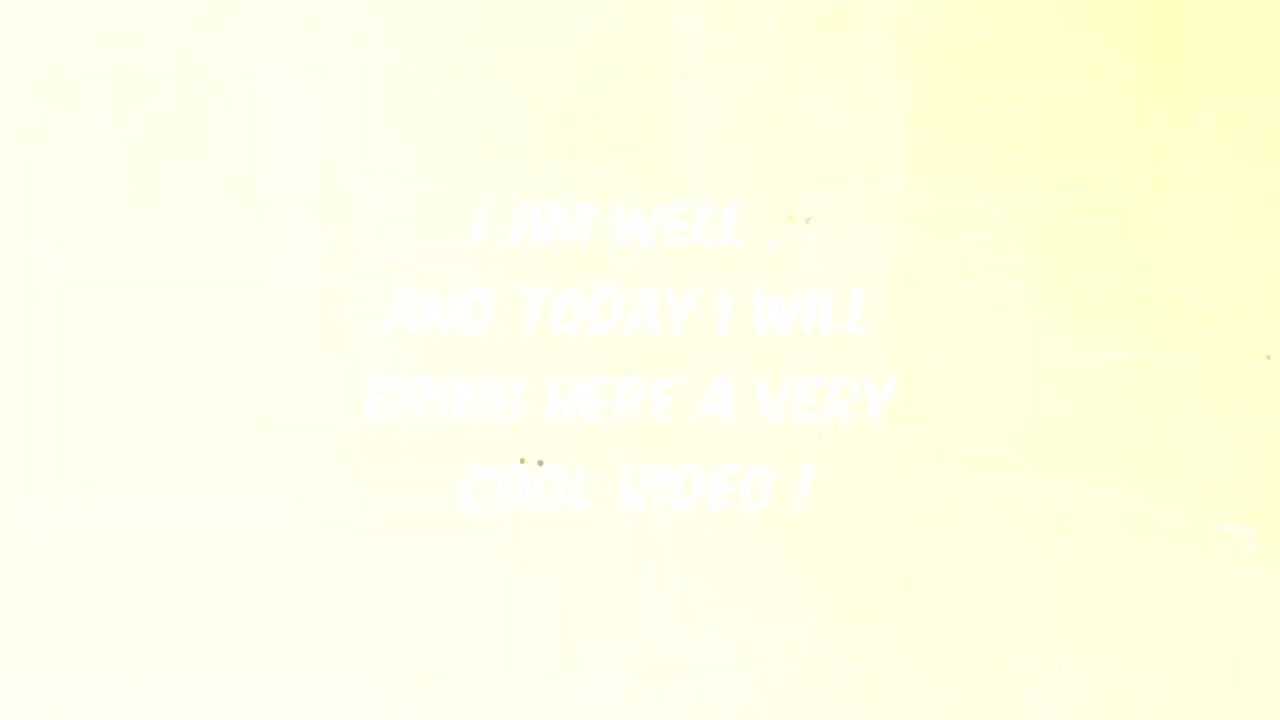 I AM WELL ,
AND TODAY I WILL
BRING HERE A VERY
COOL VIDEO !